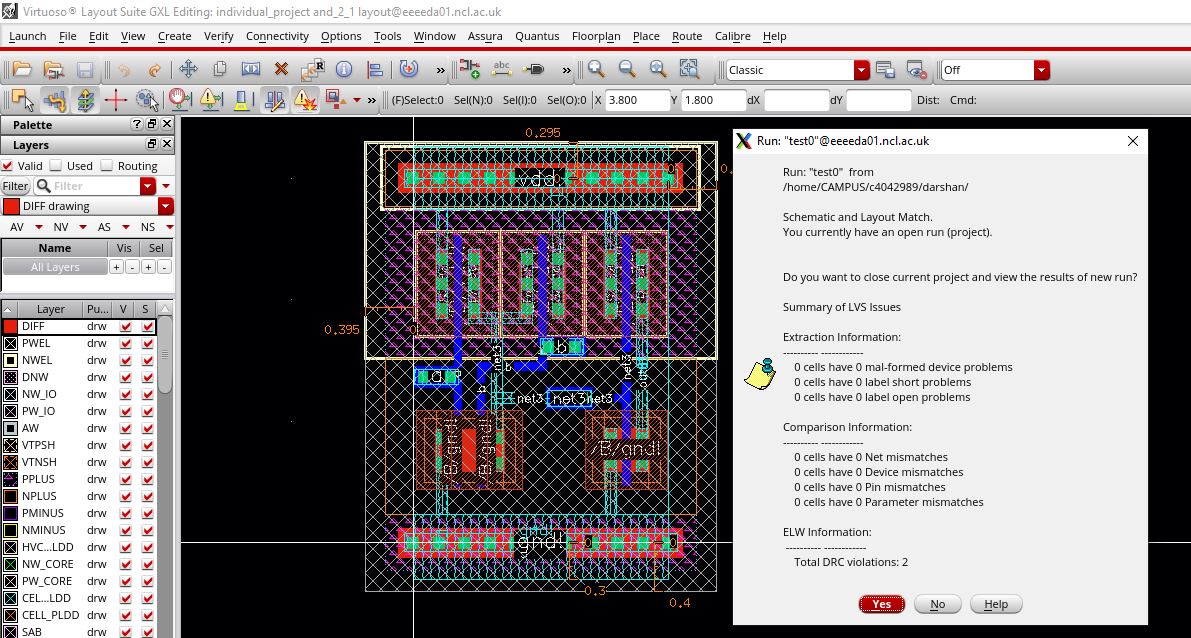 Virtuoso® Layout Suite GXL Editing: individual_project and_2_1 layout@eeeeda01.ncl.ac.uk
Launch File Edit View Create Verify Connectivity Options Tools Window Assura Quantus Floorplan Place Route Calibre Help
abc
Classic
Off
(F)Select:0 Sel(N):0 Sel(I):0 Sel(O):0 X 3.800 Y 1.800 dX dY Dist: Cmd:
Palette
Layers
Valid Used Routing
Filter Filter
DIFF drawing
AV NV AS NS
Name Vis Sel
All Layers + - + -
Layer Pu... V S
DIFF drw
PWEL drw
NWEL drw
DNW drw
NW_IO drw
PW_IO drw
AW drw
VTPSH drw
VTNSH drw
PPLUS drw
NPLUS drw
PMINUS drw
NMINUS drw
HVC...LDD drw
NW_CORE drw
PW_CORE drw
CEL...LDD drw
CELL_PLDD drw
SAB drw
0.295
vdd
0.395
net3
net3
b
b
a
out
net3 net3 net3
/B/gnd!
/B/gnd!
/B/gnd!
gnd
0.3
0.4
Run: "test0"@eeeeda01.ncl.ac.uk
Run: "test0" from
/home/CAMPUS/c4042989/darshan/
Schematic and Layout Match.
You currently have an open run (project).
Do you want to close current project and view the results of new run?
Summary of LVS Issues
Extraction Information:
---------- ------------
0 cells have 0 mal-formed device problems
0 cells have 0 label short problems
0 cells have 0 label open problems
Comparison Information:
---------- ------------
0 cells have 0 Net mismatches
0 cells have 0 Device mismatches
0 cells have 0 Pin mismatches
0 cells have 0 Parameter mismatches
ELW Information:
---------- ------------
Total DRC violations: 2
Yes No Help